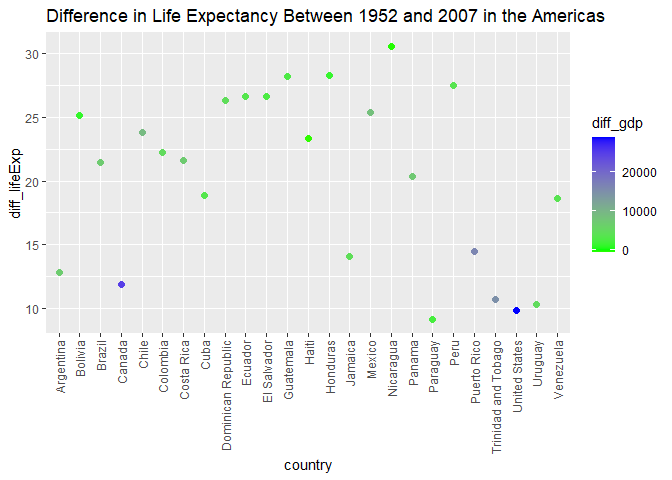 Difference in Life Expectancy Between 1952 and 2007 in the Americas
30
25
20
15
10
diff_lifeExp
Argentina
Bolivia
Brazil
Canada
Chile
Colombia
Costa Rica
Cuba
Dominican Republic
Ecuador
El Salvador
Guatemala
Haiti
Honduras
Jamaica
Mexico
Nicaragua
Panama
Paraguay
Peru
Puerto Rico
Trinidad and Tobago
United States
Uruguay
Venezuela
country
diff_gdp
20000
10000
0